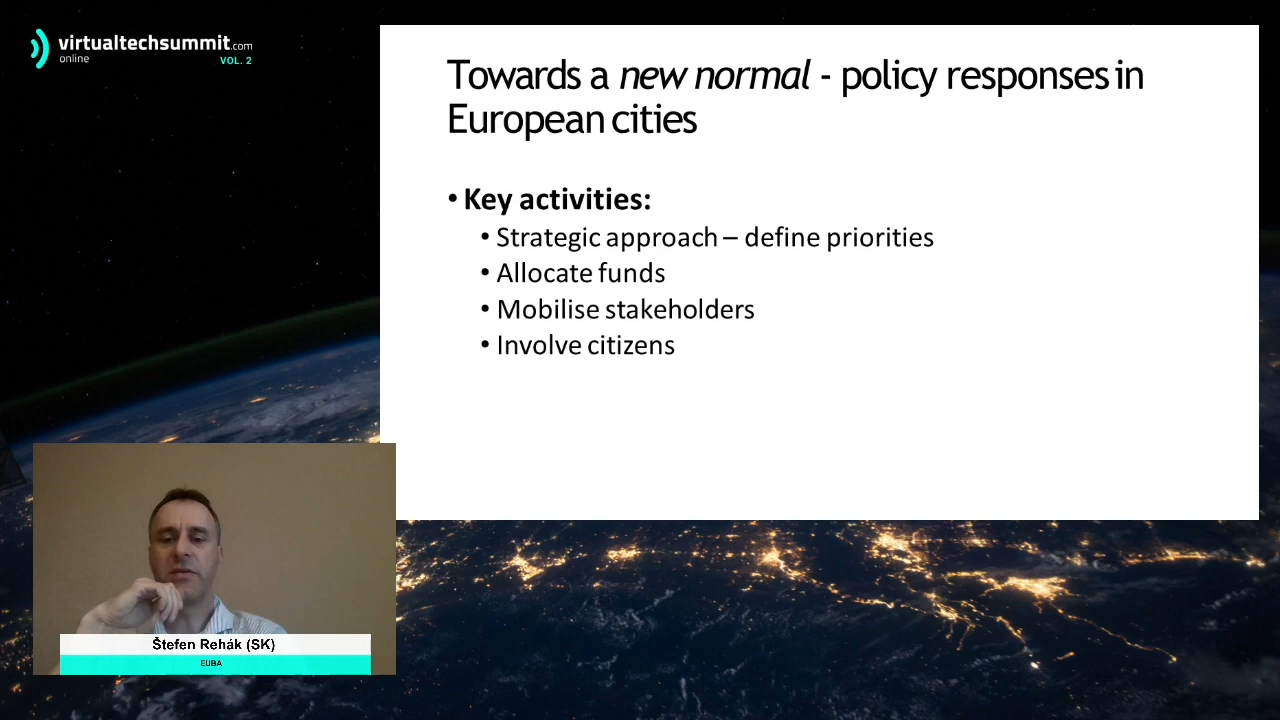 virtualtechsummit.com
online
VOL. 2
Towards a new normal - policy responses in
European cities
• Key activities:
• Strategic approach – define priorities
• Allocate funds
• Mobilise stakeholders
• Involve citizens
Štefen Rehák (SK)
EUBA